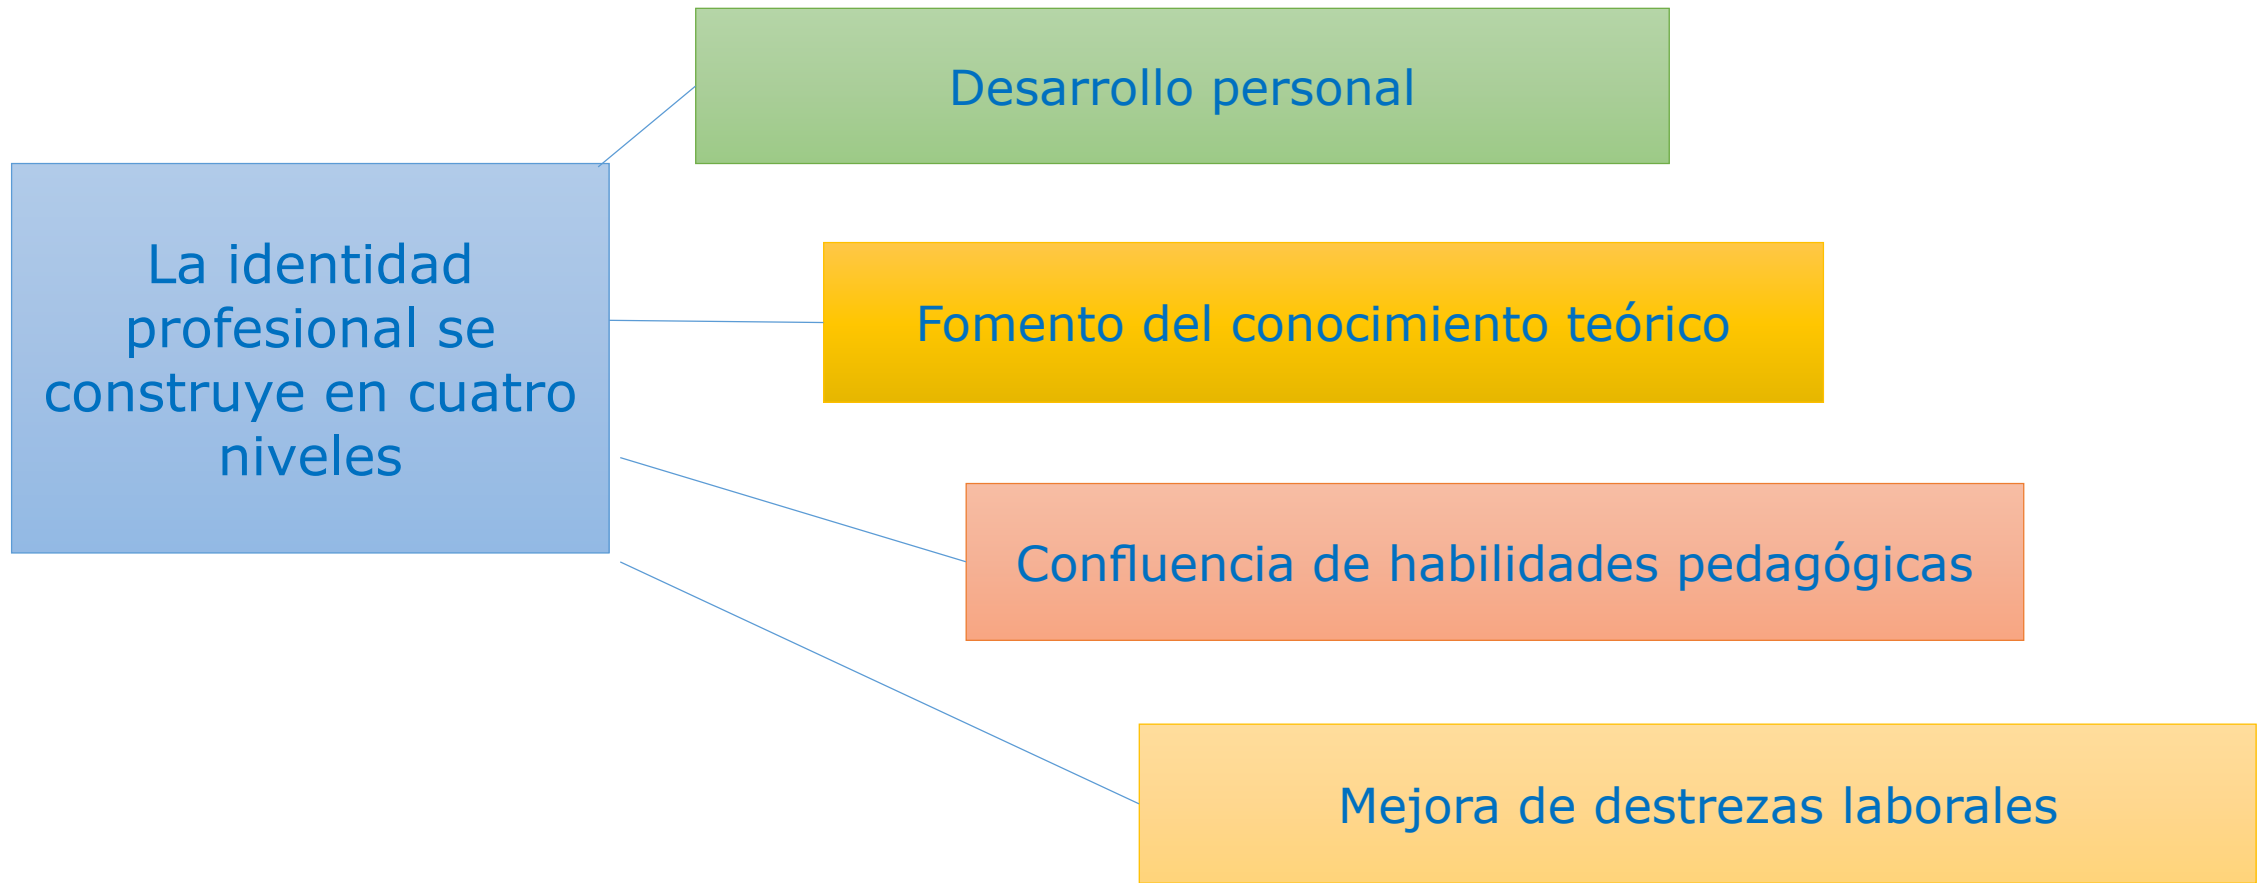 La identidad
profesional se
construye en cuatro
niveles
Desarrollo personal
Fomento del conocimiento teórico
Confluencia de habilidades pedagógicas
Mejora de destrezas laborales